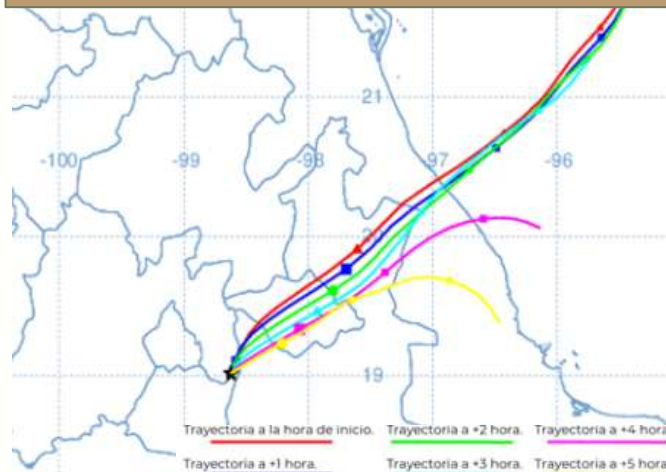 21
-100 -99 -98 -97 -96
2
19
Trayectoria a la hora de inicio. Trayectoria a +2 hora. Trayectoria a +4 hora.
Trayectoria a +1 hora. Trayectoria a +3 hora. Trayectoria a +5 hora.